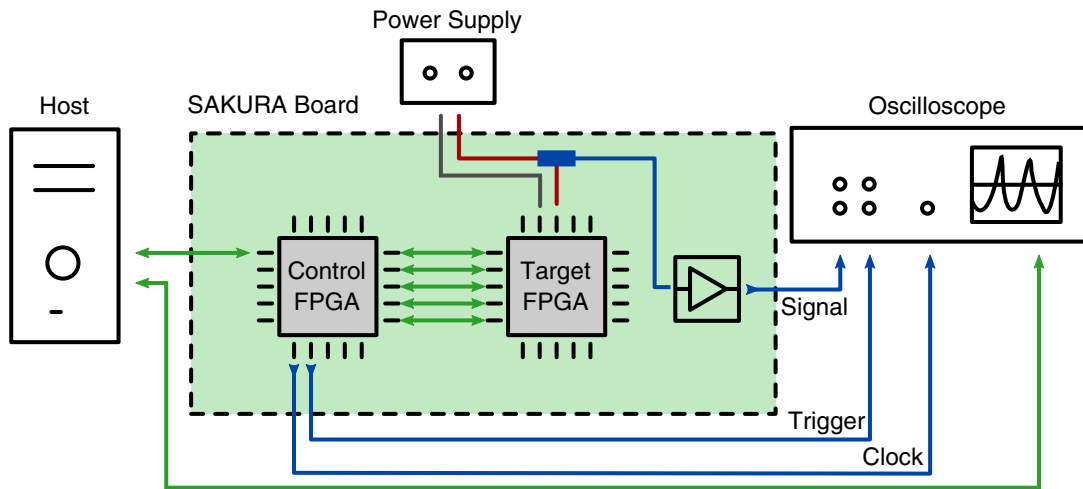 Power Supply
Host
SAKURA Board
Oscilloscope
Control
FPGA
Target
FPGA
Signal
Trigger
Clock